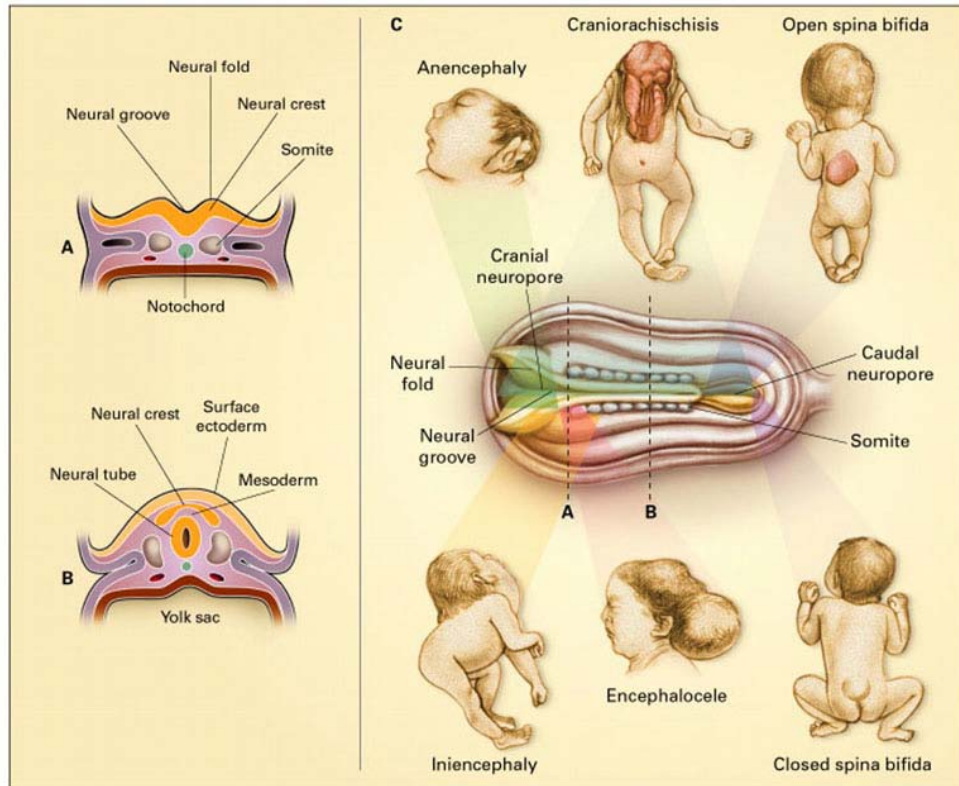 Neural fold
Neural crest
Neural groove
Somite
A
Notochord
Neural crest
Surface
ectoderm
Neural tube
Mesoderm
B
Yolk sac
C
Craniorachischisis
Open spina bifida
Anencephaly
Cranial
neuropore
Neural
fold
Caudal
neuropore
Neural
groove
Somite
A
B
Encephalocele
Iniencephaly
Closed spina bifida